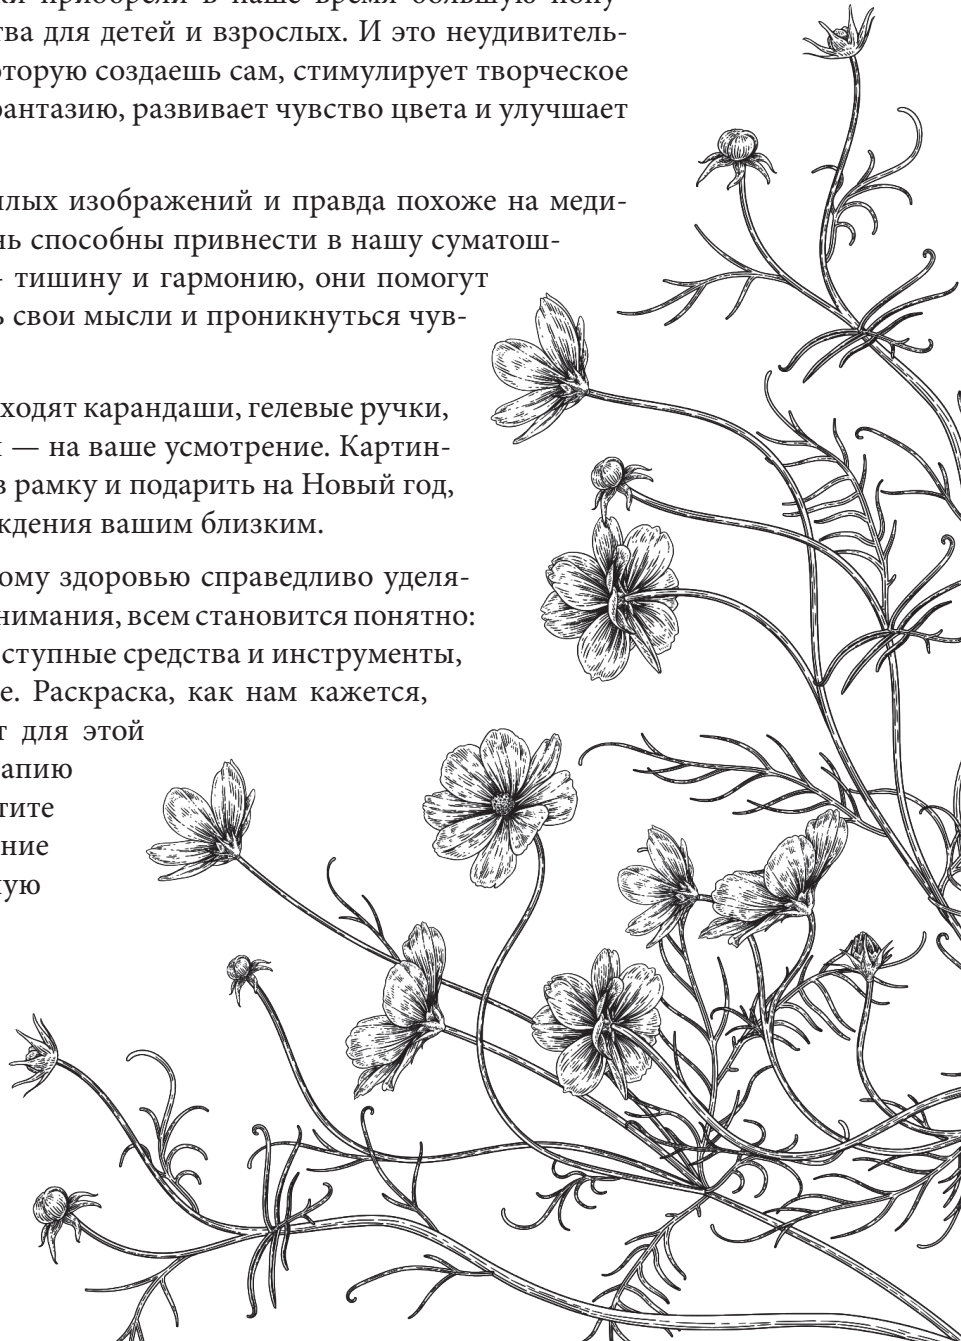 ки приобрели в наше время большую попу-
тва для детей и взрослых. И это неудивитель-
оторую создаешь сам, стимулирует творческое
фантазию, развивает чувство цвета и улучшает
илых изображений и правда похоже на меди-
нь способны привнести в нашу суматош-
- тишину и гармонию, они помогут
ь свои мысли и проникнуться чув-
ходят карандаши, гелевые ручки,
и — на ваше усмотрение. Картин-
в рамку и подарить на Новый год,
ждения вашим близким.
ому здоровью справедливо уделя-
нимания, всем становится понятно:
ступные средства и инструменты,
е. Раскраска, как нам кажется,
т для этой
апию
тите
ние
ную